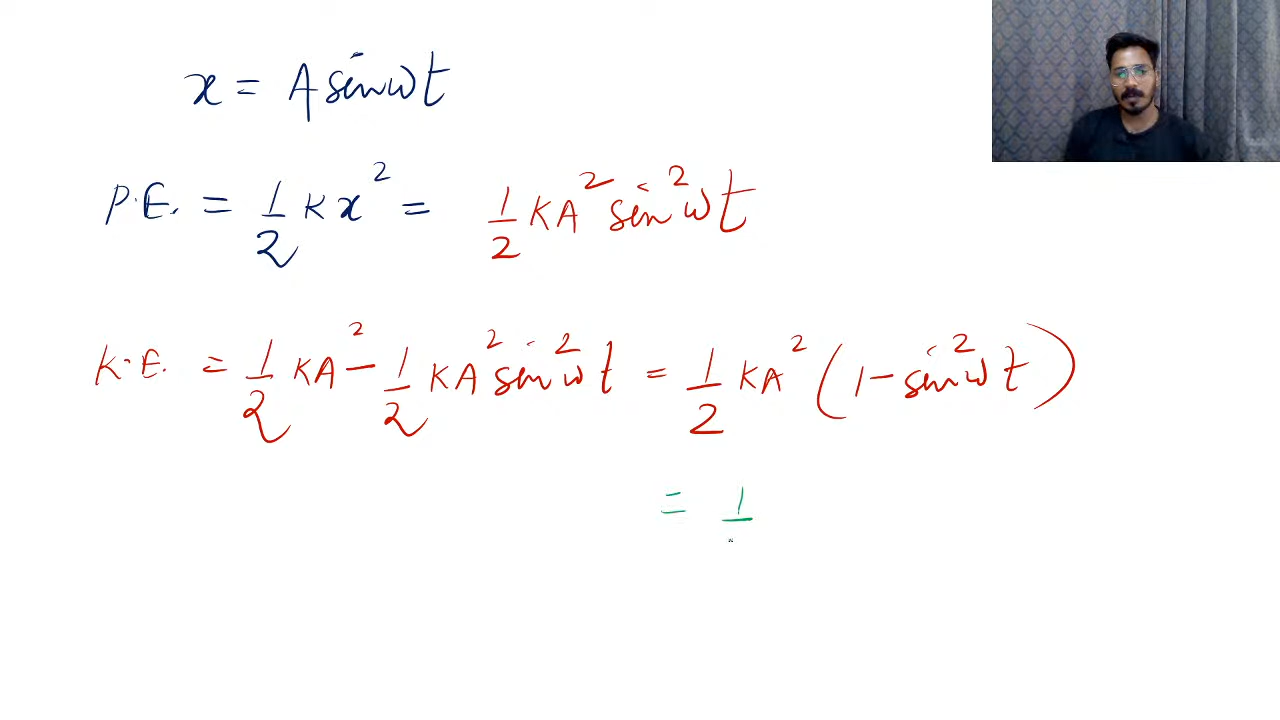 x = A sin ωt
P.E. = 1/2 Kx² = 1/2 KA² sin² ωt
K.E. = 1/2 KA² - 1/2 KA² sin² ωt = 1/2 KA² (1 - sin² ωt)
= 1